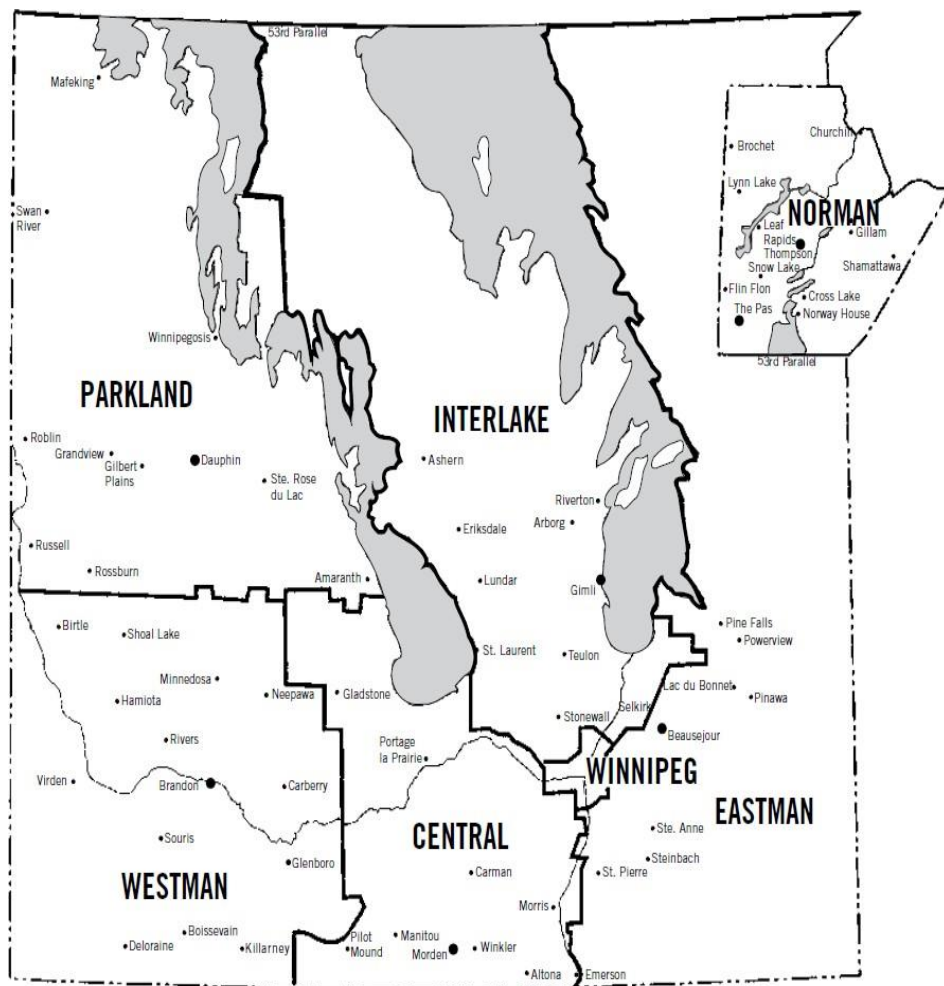 53rd Parallel
Mafeking
Churchill
Brochet
Lynn Lake
Swan
River
NORMAN
Leaf
Rapids
Gillam
Thompson
Snow Lake
Shamattawa
Flin Flon
Cross Lake
The Pas
Norway House
Winnipegosis
53rd Parallel
PARKLAND
INTERLAKE
Roblin
Grandview
Gilbert
Plains
Dauphin
Ashern
Ste. Rose
du Lac
Riverton
Arborg
Eriksdale
Russell
Rossburn
Amaranth
Lundar
Gimli
Birtle
Shoal Lake
Pine Falls
Powerview
St. Laurent
Teulon
Minnedosa
Hamiota
Neepawa
Gladstone
Lac du Bonnet
Pinawa
Selkirk
Stonewall
Beausejour
Rivers
Portage
la Prairie
WINNIPEG
Virden
Brandon
Carberry
EASTMAN
CENTRAL
Souris
Ste. Anne
Glenboro
Steinbach
Carman
St. Pierre
WESTMAN
Morris
Boissevain
Deloraine
Killarney
Pilot
Mound
Manitou
Morden
Winkler
Altona
Emerson